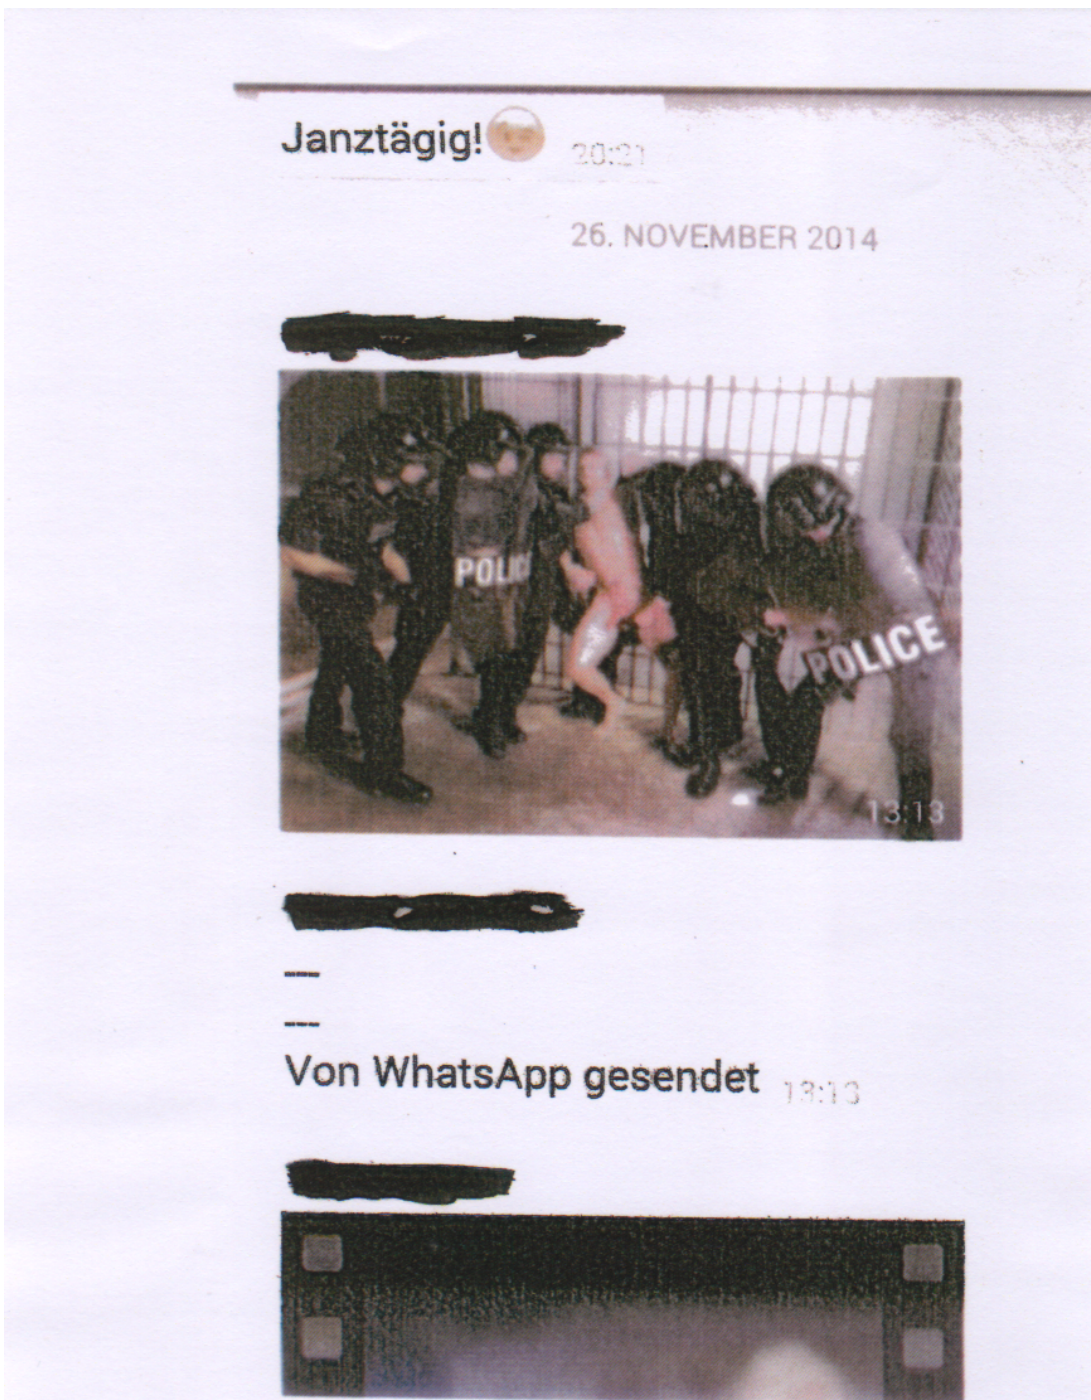 Janztägig!
20:21
26. NOVEMBER 2014
POLICE
POLICE
13:13
---
---
Von WhatsApp gesendet
13:13